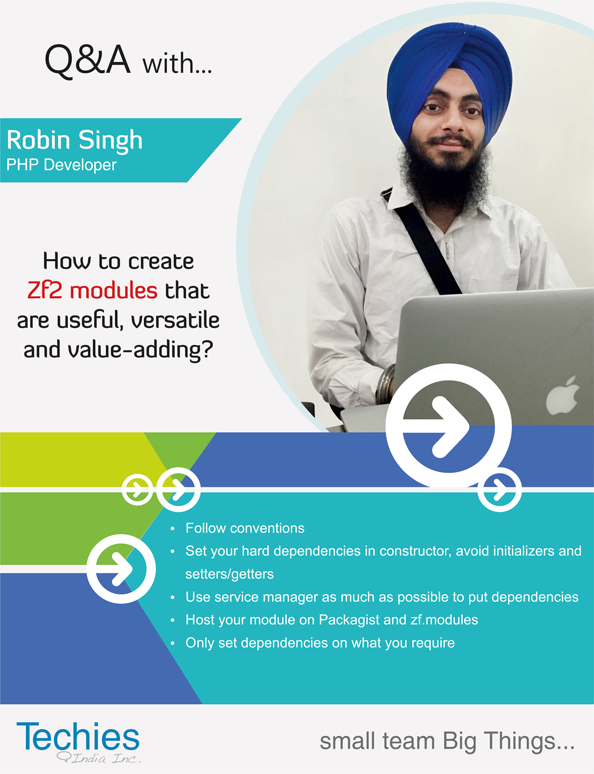 Q&A with...
Robin Singh
PHP Developer
How to create
Zf2 modules that
are useful, versatile
and value-adding?
• Follow conventions
• Set your hard dependencies in constructor, avoid initializers and
setters/getters
• Use service manager as much as possible to put dependencies
• Host your module on Packagist and zf.modules
• Only set dependencies on what you require
Techies
India Inc.
small team Big Things...